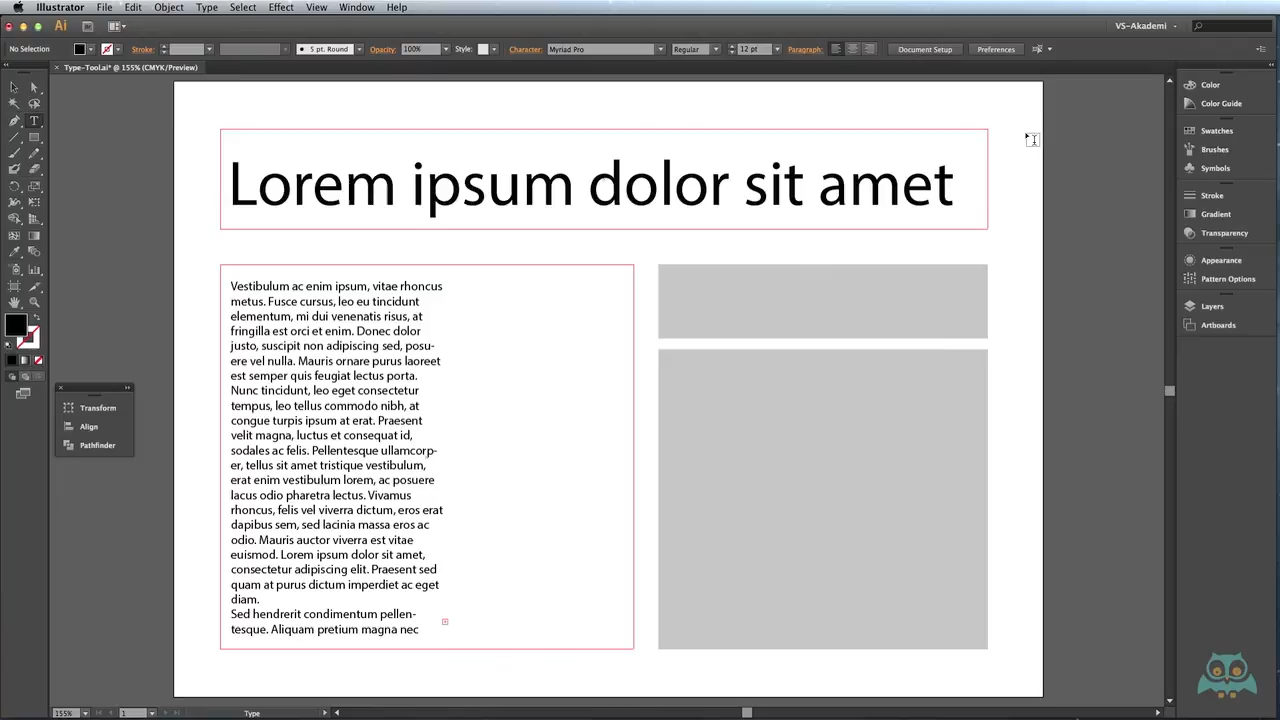 Illustrator File Edit Object Type Select Effect View Window Help
Ai
VS-Akademi
No Selection
Stroke:
5 pt. Round
Opacity: 100%
Style:
Character: Myriad Pro
Regular
12 pt
Paragraph:
Document Setup
Preferences
Type-Tool.ai* @ 155% (CMYK/Preview)
Lorem ipsum dolor sit amet
Vestibulum ac enim ipsum, vitae rhoncus
metus. Fusce cursus, leo eu tincidunt
elementum, mi dui venenatis risus, at
fringilla est orci et enim. Donec dolor
justo, suscipit non adipiscing sed, posu-
ere vel nulla. Mauris ornare purus laoreet
est semper quis feugiat lectus porta.
Nunc tincidunt, leo eget consectetur
tempus, leo tellus commodo nibh, at
congue turpis ipsum at erat. Praesent
velit magna, luctus et consequat id,
sodales ac felis. Pellentesque ullamcorp-
er, tellus sit amet tristique vestibulum,
erat enim vestibulum lorem, ac posuere
lacus odio pharetra lectus. Vivamus
rhoncus, felis vel viverra dictum, eros erat
dapibus sem, sed lacinia massa eros ac
odio. Mauris auctor viverra est vitae
euismod. Lorem ipsum dolor sit amet,
consectetur adipiscing elit. Praesent sed
quam at purus dictum imperdiet ac eget
diam.
Sed hendrerit condimentum pellen-
tesque. Aliquam pretium magna nec
Transform
Align
Pathfinder
Color
Color Guide
Swatches
Brushes
Symbols
Stroke
Gradient
Transparency
Appearance
Pattern Options
Layers
Artboards
155%
1
Type